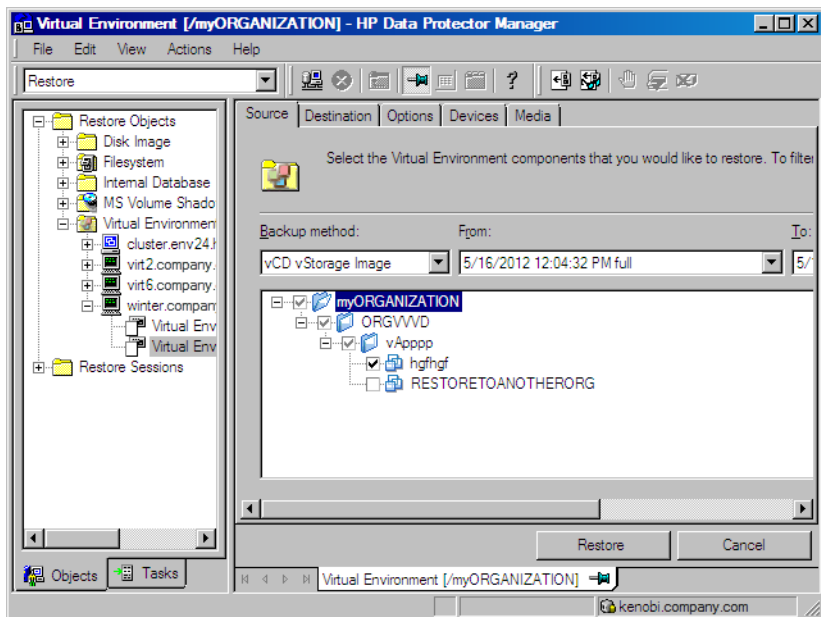 Virtual Environment [/myORGANIZATION] - HP Data Protector Manager
File Edit View Actions Help
Restore
Restore Objects
Disk Image
Filesystem
Internal Database
MS Volume Shado
Virtual Environmen
cluster.env24.h
virt2.company.
virt6.company.
winter.compan
Virtual Env
Virtual Env
Restore Sessions
Objects Tasks
Source Destination Options Devices Media
Select the Virtual Environment components that you would like to restore. To filter
Backup method: From: To:
vCD vStorage Image 5/16/2012 12:04:32 PM full 5/
myORGANIZATION
ORGVVVD
vApppp
hgfhgf
RESTORETOANOTHERORG
Restore Cancel
Virtual Environment [/myORGANIZATION]
kenobi.company.com